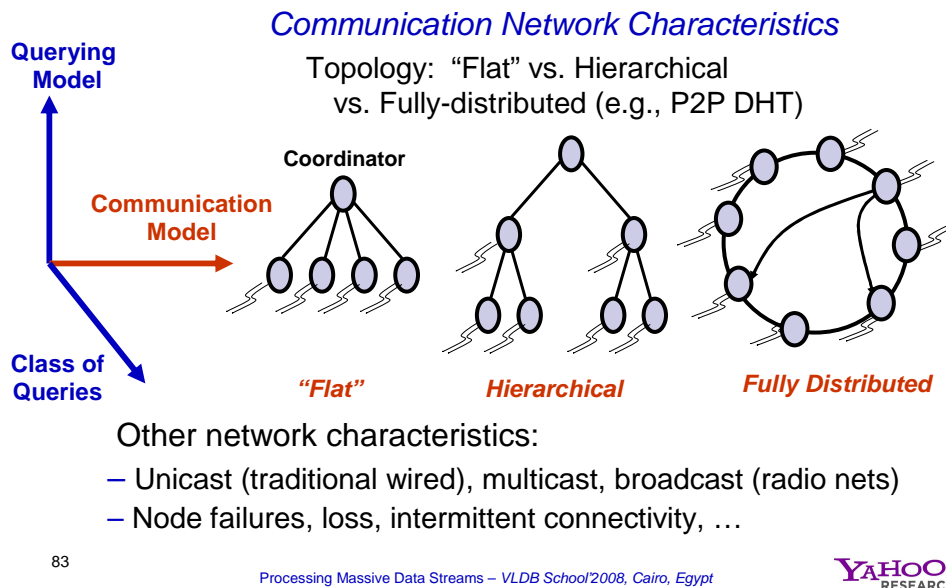 Communication Network Characteristics
Querying
Model
Topology: “Flat” vs. Hierarchical
vs. Fully-distributed (e.g., P2P DHT)
Coordinator
Communication
Model
Class of
Queries
“Flat”
Hierarchical
Fully Distributed
Other network characteristics:
– Unicast (traditional wired), multicast, broadcast (radio nets)
– Node failures, loss, intermittent connectivity, …
83
Processing Massive Data Streams – VLDB School'2008, Cairo, Egypt
YAHOO
RESEARC